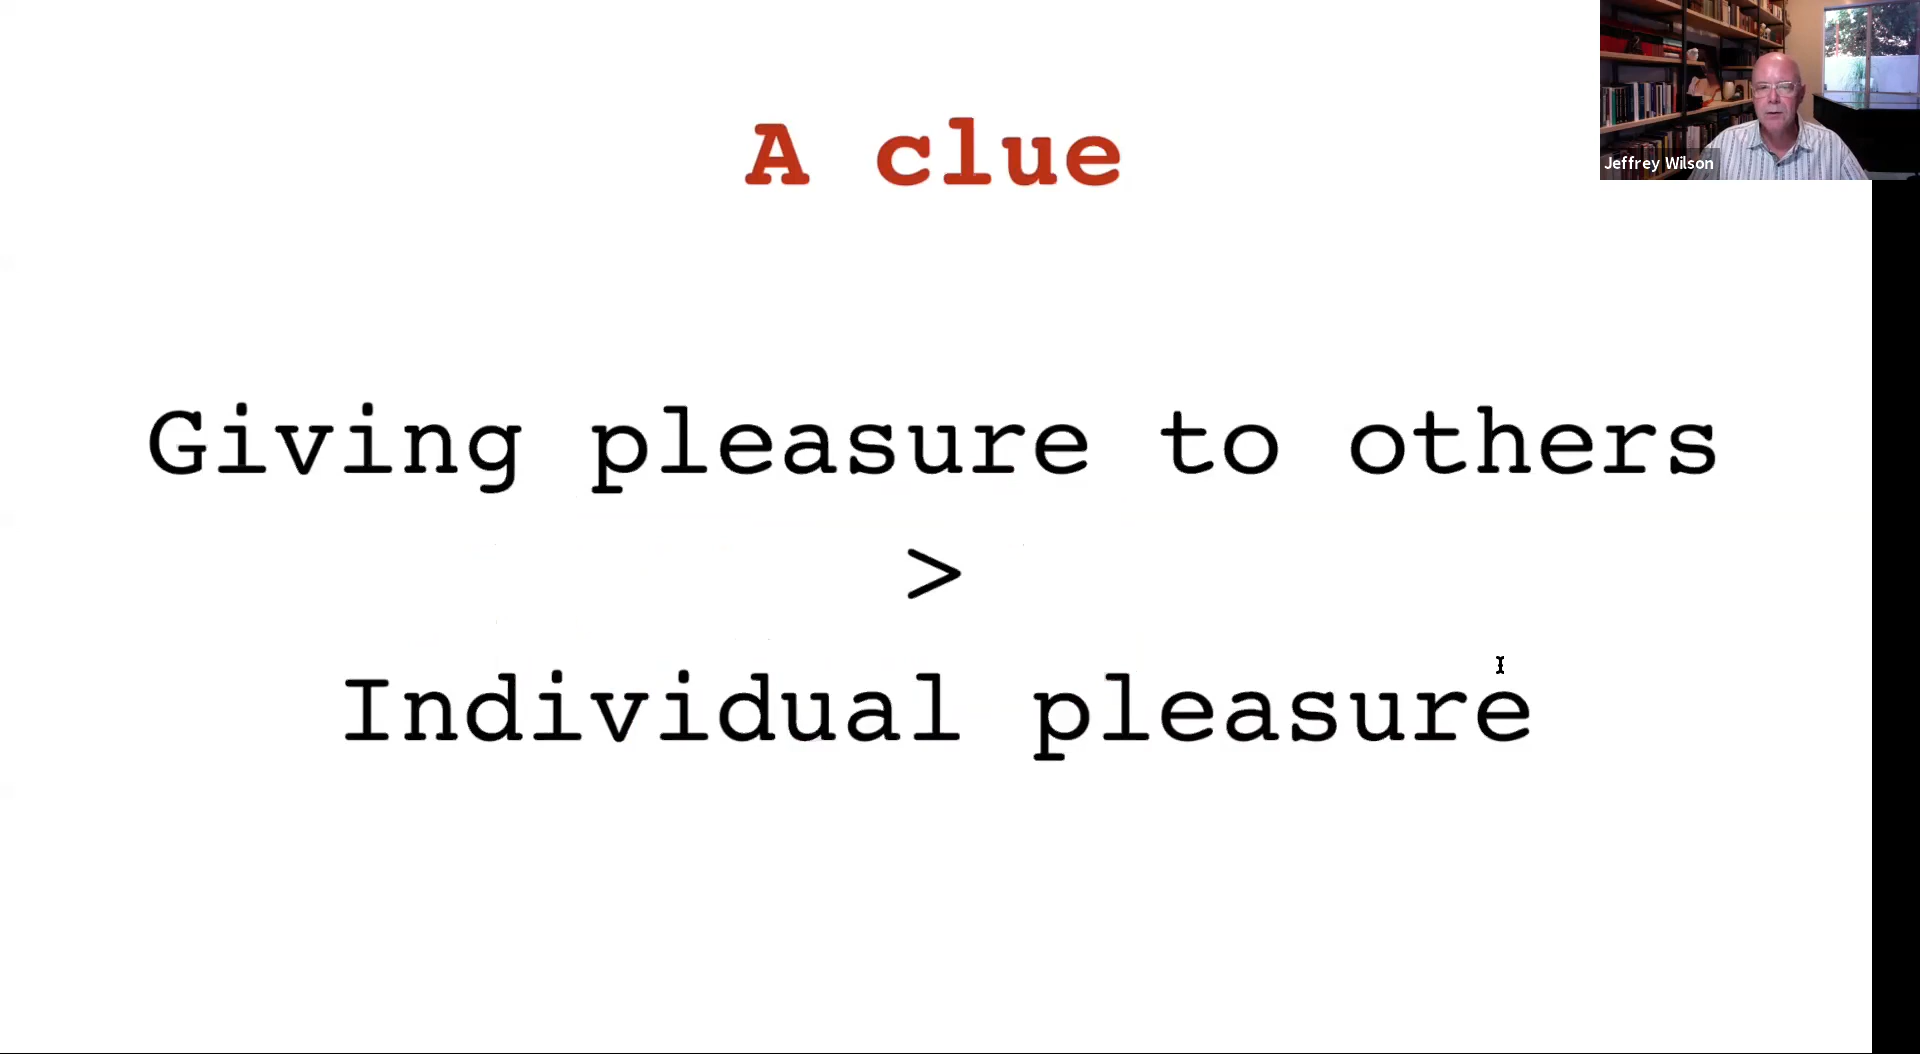 A clue
Jeffrey Wilson
Giving pleasure to others
>
Individual pleasure